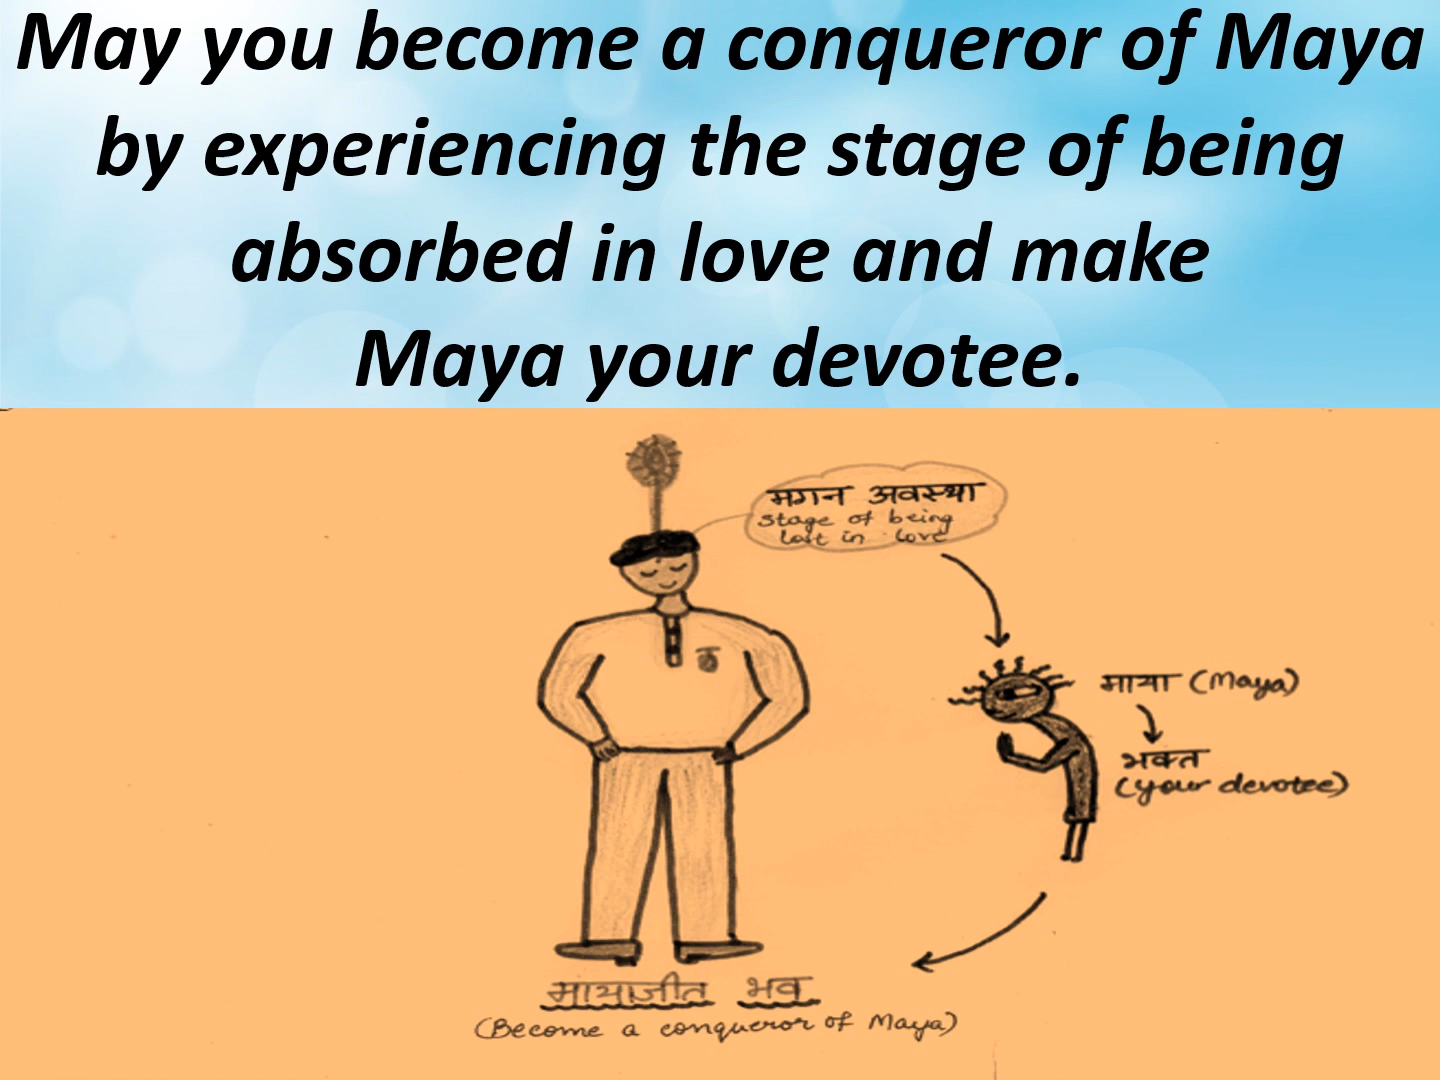 May you become a conqueror of Maya
by experiencing the stage of being
absorbed in love and make
Maya your devotee.
मगन अवस्था
stage of being
lost in love
माया (Maya)
भक्त
(your devotee)
मायाजीत भव
(Become a conqueror of Maya)